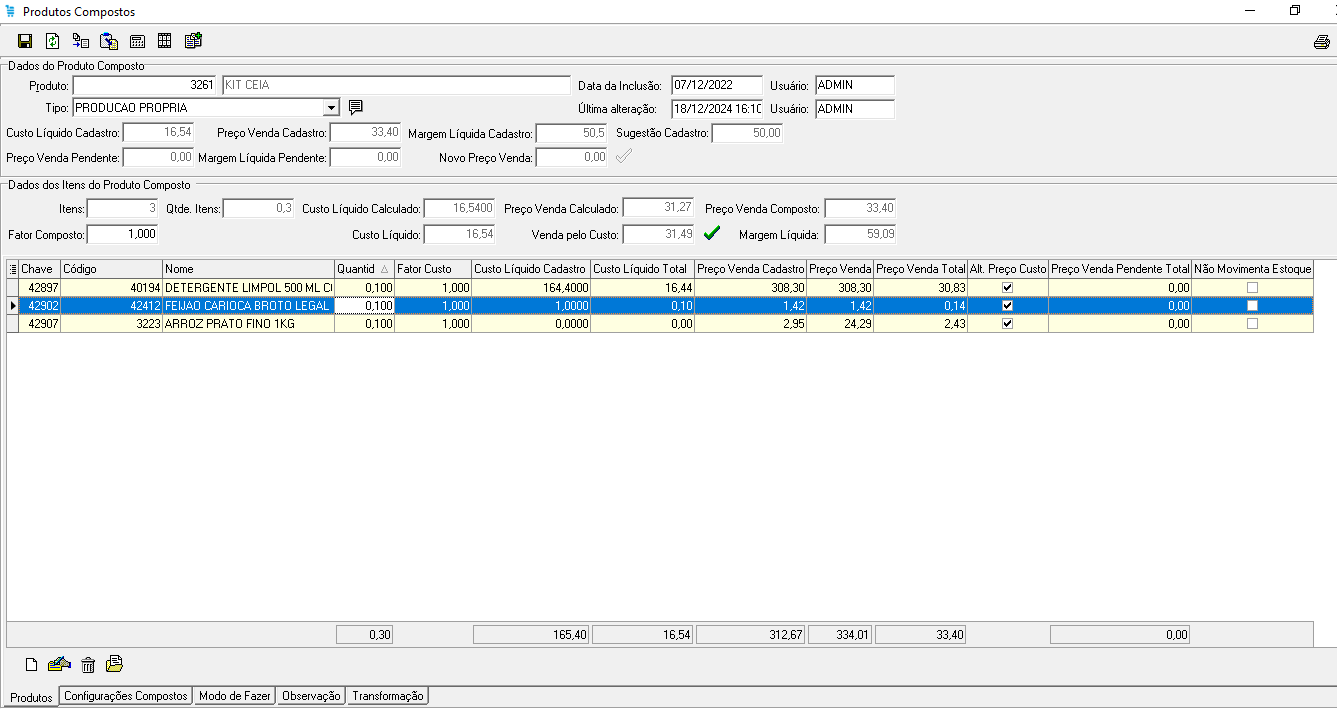 Produtos Compostos
Dados do Produto Composto
Produto: 3261 KIT CEIA Data da Inclusão: 07/12/2022 Usuário: ADMIN
Tipo: PRODUCAO PROPRIA Última alteração: 18/12/2024 16:10 Usuário: ADMIN
Custo Líquido Cadastro: 16,54 Preço Venda Cadastro: 33,40 Margem Líquida Cadastro: 50,5 Sugestão Cadastro: 50,00
Preço Venda Pendente: 0,00 Margem Líquida Pendente: 0,00 Novo Preço Venda: 0,00
Dados dos Itens do Produto Composto
Itens: 3 Qtde. Itens: 0,3 Custo Líquido Calculado: 16,5400 Preço Venda Calculado: 31,27 Preço Venda Composto: 33,40
Fator Composto: 1,000 Custo Líquido: 16,54 Venda pelo Custo: 31,49 Margem Líquida: 59,09
Chave Código Nome Quantid Fator Custo Custo Líquido Cadastro Custo Líquido Total Preço Venda Cadastro Preço Venda Preço Venda Total Alt. Preço Custo Preço Venda Pendente Total Não Movimenta Estoque
42897 40194 DETERGENTE LIMPOL 500 ML 0,100 1,000 164,4000 16,44 308,30 308,30 30,83 0,00
42902 42412 FEIJAO CARIOCA BROTO LEGAL 0,100 1,000 1,0000 0,10 1,42 1,42 0,14 0,00
42907 3223 ARROZ PRATO FINO 1KG 0,100 1,000 0,0000 0,00 2,95 24,29 2,43 0,00
0,30 165,40 16,54 312,67 334,01 33,40 0,00
Produtos Configurações Compostos Modo de Fazer Observação Transformação